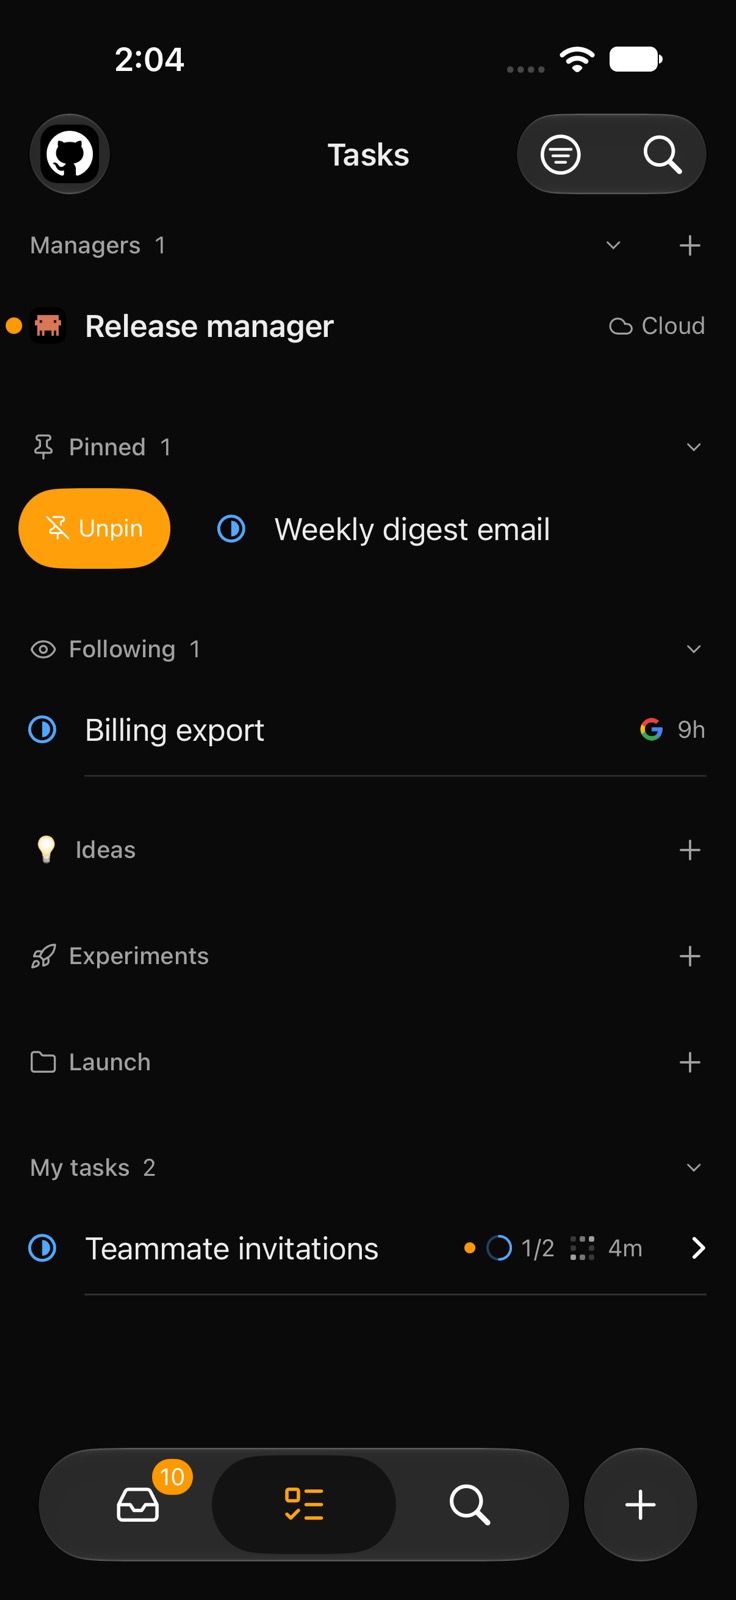 2:04
Tasks
Managers 1
Release manager Cloud
Pinned 1
Unpin Weekly digest email
Following 1
Billing export 9h
Ideas
Experiments
Launch
My tasks 2
Teammate invitations 1/2 4m
10